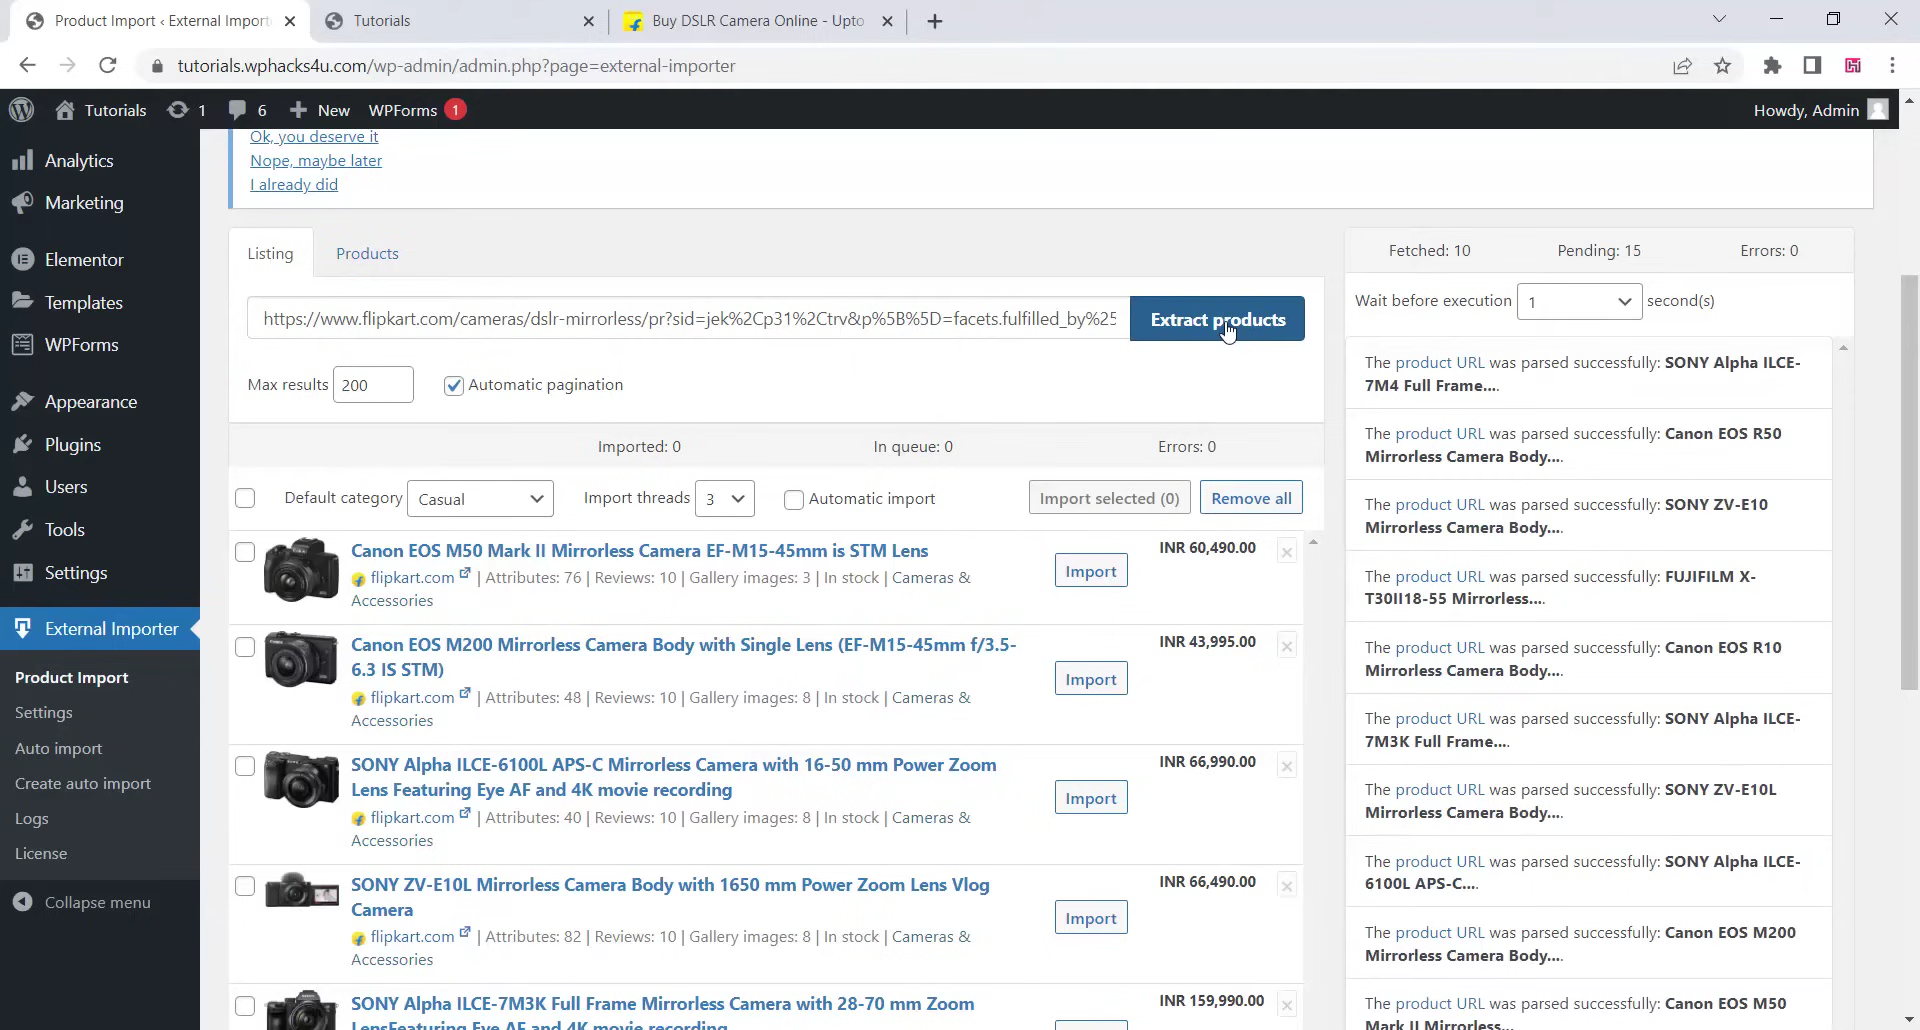 Product Import ‹ External Import
Tutorials
Buy DSLR Camera Online - Upto
tutorials.wphacks4u.com/wp-admin/admin.php?page=external-importer
Tutorials 1 6 New WPForms 1
Howdy, Admin
Analytics
Marketing
Elementor
Templates
WPForms
Appearance
Plugins
Users
Tools
Settings
External Importer
Product Import
Settings
Auto import
Create auto import
Logs
License
Collapse menu
Ok, you deserve it
Nope, maybe later
I already did
Listing Products
https://www.flipkart.com/cameras/dslr-mirrorless/pr?sid=jek%2Cp31%2Ctrv&p%5B%5D=facets.fulfilled_by%25
Extract products
Max results 200 Automatic pagination
Imported: 0 In queue: 0 Errors: 0
Default category Casual Import threads 3 Automatic import Import selected (0) Remove all
Canon EOS M50 Mark II Mirrorless Camera EF-M15-45mm is STM Lens
flipkart.com | Attributes: 76 | Reviews: 10 | Gallery images: 3 | In stock | Cameras &
Accessories
Import
INR 60,490.00
Canon EOS M200 Mirrorless Camera Body with Single Lens (EF-M15-45mm f/3.5-
6.3 IS STM)
flipkart.com | Attributes: 48 | Reviews: 10 | Gallery images: 8 | In stock | Cameras &
Accessories
Import
INR 43,995.00
SONY Alpha ILCE-6100L APS-C Mirrorless Camera with 16-50 mm Power Zoom
Lens Featuring Eye AF and 4K movie recording
flipkart.com | Attributes: 40 | Reviews: 10 | Gallery images: 8 | In stock | Cameras &
Accessories
Import
INR 66,990.00
SONY ZV-E10L Mirrorless Camera Body with 1650 mm Power Zoom Lens Vlog
Camera
flipkart.com | Attributes: 82 | Reviews: 10 | Gallery images: 8 | In stock | Cameras &
Accessories
Import
INR 66,490.00
SONY Alpha ILCE-7M3K Full Frame Mirrorless Camera with 28-70 mm Zoom
LensFeaturing Eye AF and 4K movie recording
INR 159,990.00
Fetched: 10 Pending: 15 Errors: 0
Wait before execution 1 second(s)
The product URL was parsed successfully: SONY Alpha ILCE-
7M4 Full Frame....
The product URL was parsed successfully: Canon EOS R50
Mirrorless Camera Body....
The product URL was parsed successfully: SONY ZV-E10
Mirrorless Camera Body....
The product URL was parsed successfully: FUJIFILM X-
T30II18-55 Mirrorless....
The product URL was parsed successfully: Canon EOS R10
Mirrorless Camera Body....
The product URL was parsed successfully: SONY Alpha ILCE-
7M3K Full Frame....
The product URL was parsed successfully: SONY ZV-E10L
Mirrorless Camera Body....
The product URL was parsed successfully: SONY Alpha ILCE-
6100L APS-C....
The product URL was parsed successfully: Canon EOS M200
Mirrorless Camera Body....
The product URL was parsed successfully: Canon EOS M50
Mark II Mirrorless....